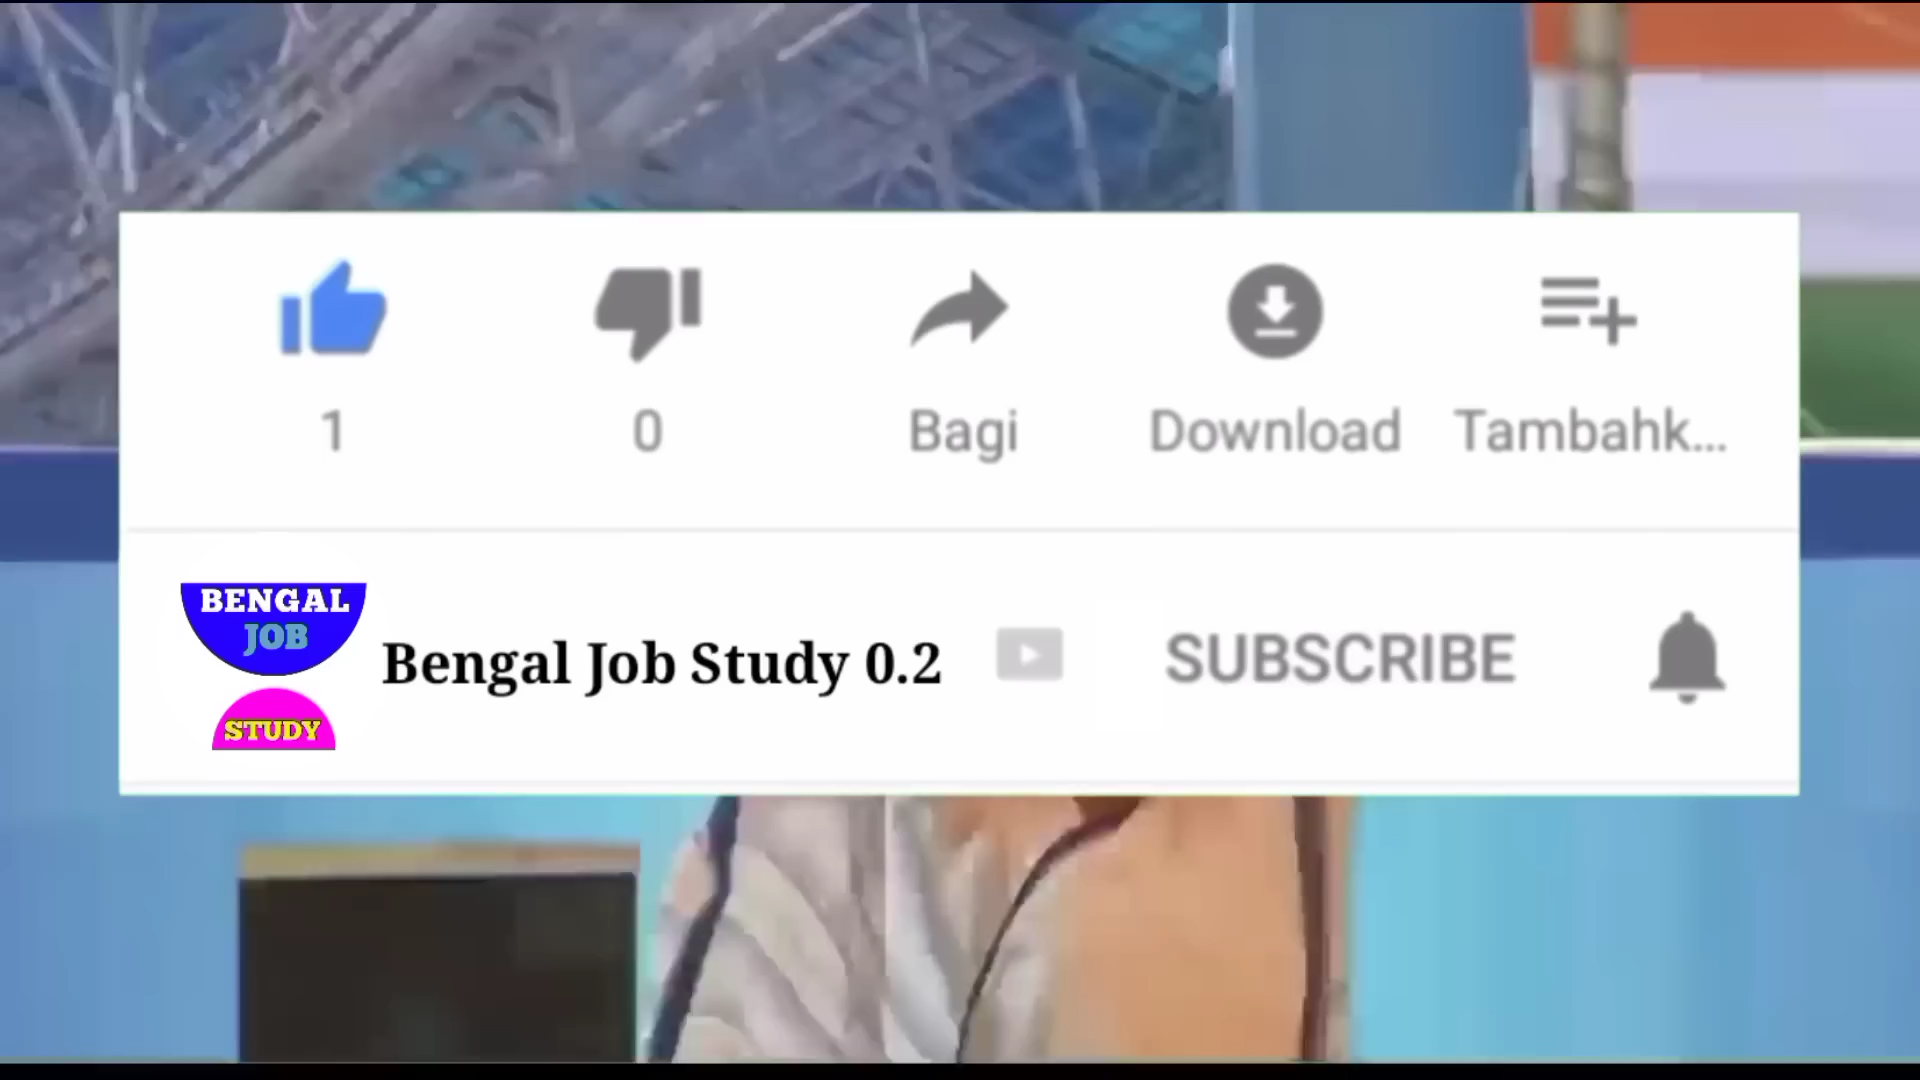 1
0
Bagi
Download
Tambahk...
BENGAL
JOB
STUDY
Bengal Job Study 0.2
SUBSCRIBE